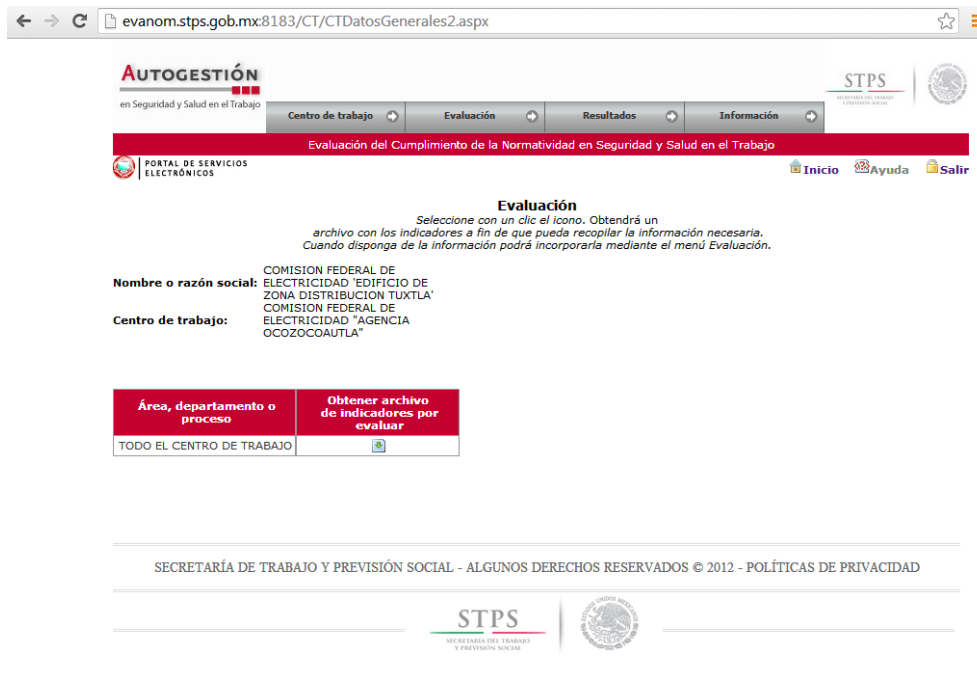 evanom.stps.gob.mx:8183/CT/CTDatosGenerales2.aspx
AUTOGESTIÓN
en Seguridad y Salud en el Trabajo
STPS
SECRETARÍA DEL TRABAJO
Y PREVISIÓN SOCIAL
Centro de trabajo Evaluación Resultados Información
Evaluación del Cumplimiento de la Normatividad en Seguridad y Salud en el Trabajo
PORTAL DE SERVICIOS
ELECTRÓNICOS
Inicio Ayuda Salir
Evaluación
Seleccione con un clic el icono. Obtendrá un
archivo con los indicadores a fin de que pueda recopilar la información necesaria.
Cuando disponga de la información podrá incorporarla mediante el menú Evaluación.
Nombre o razón social: COMISION FEDERAL DE
ELECTRICIDAD 'EDIFICIO DE
ZONA DISTRIBUCION TUXTLA'
Centro de trabajo: COMISION FEDERAL DE
ELECTRICIDAD "AGENCIA
OCOZOCOAUTLA"
Área, departamento o
proceso
Obtener archivo
de indicadores por
evaluar
TODO EL CENTRO DE TRABAJO
SECRETARÍA DE TRABAJO Y PREVISIÓN SOCIAL - ALGUNOS DERECHOS RESERVADOS © 2012 - POLÍTICAS DE PRIVACIDAD
STPS
SECRETARÍA DEL TRABAJO
Y PREVISIÓN SOCIAL